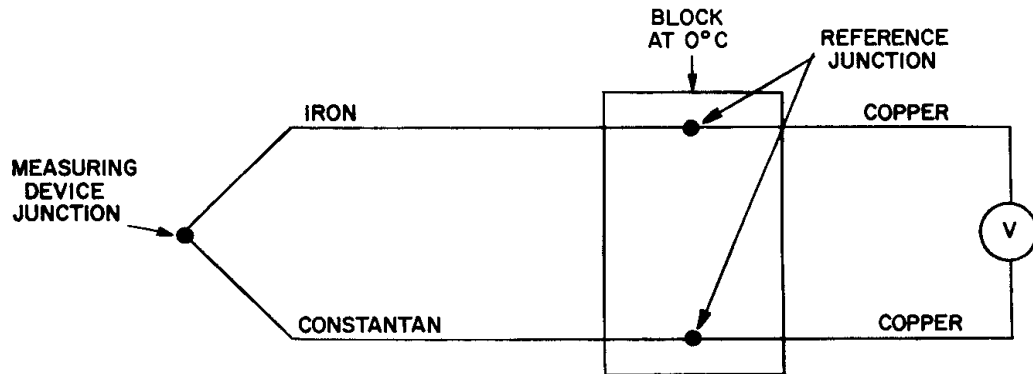 BLOCK
AT 0°C
REFERENCE
JUNCTION
IRON
COPPER
MEASURING
DEVICE
JUNCTION
V
CONSTANTAN
COPPER